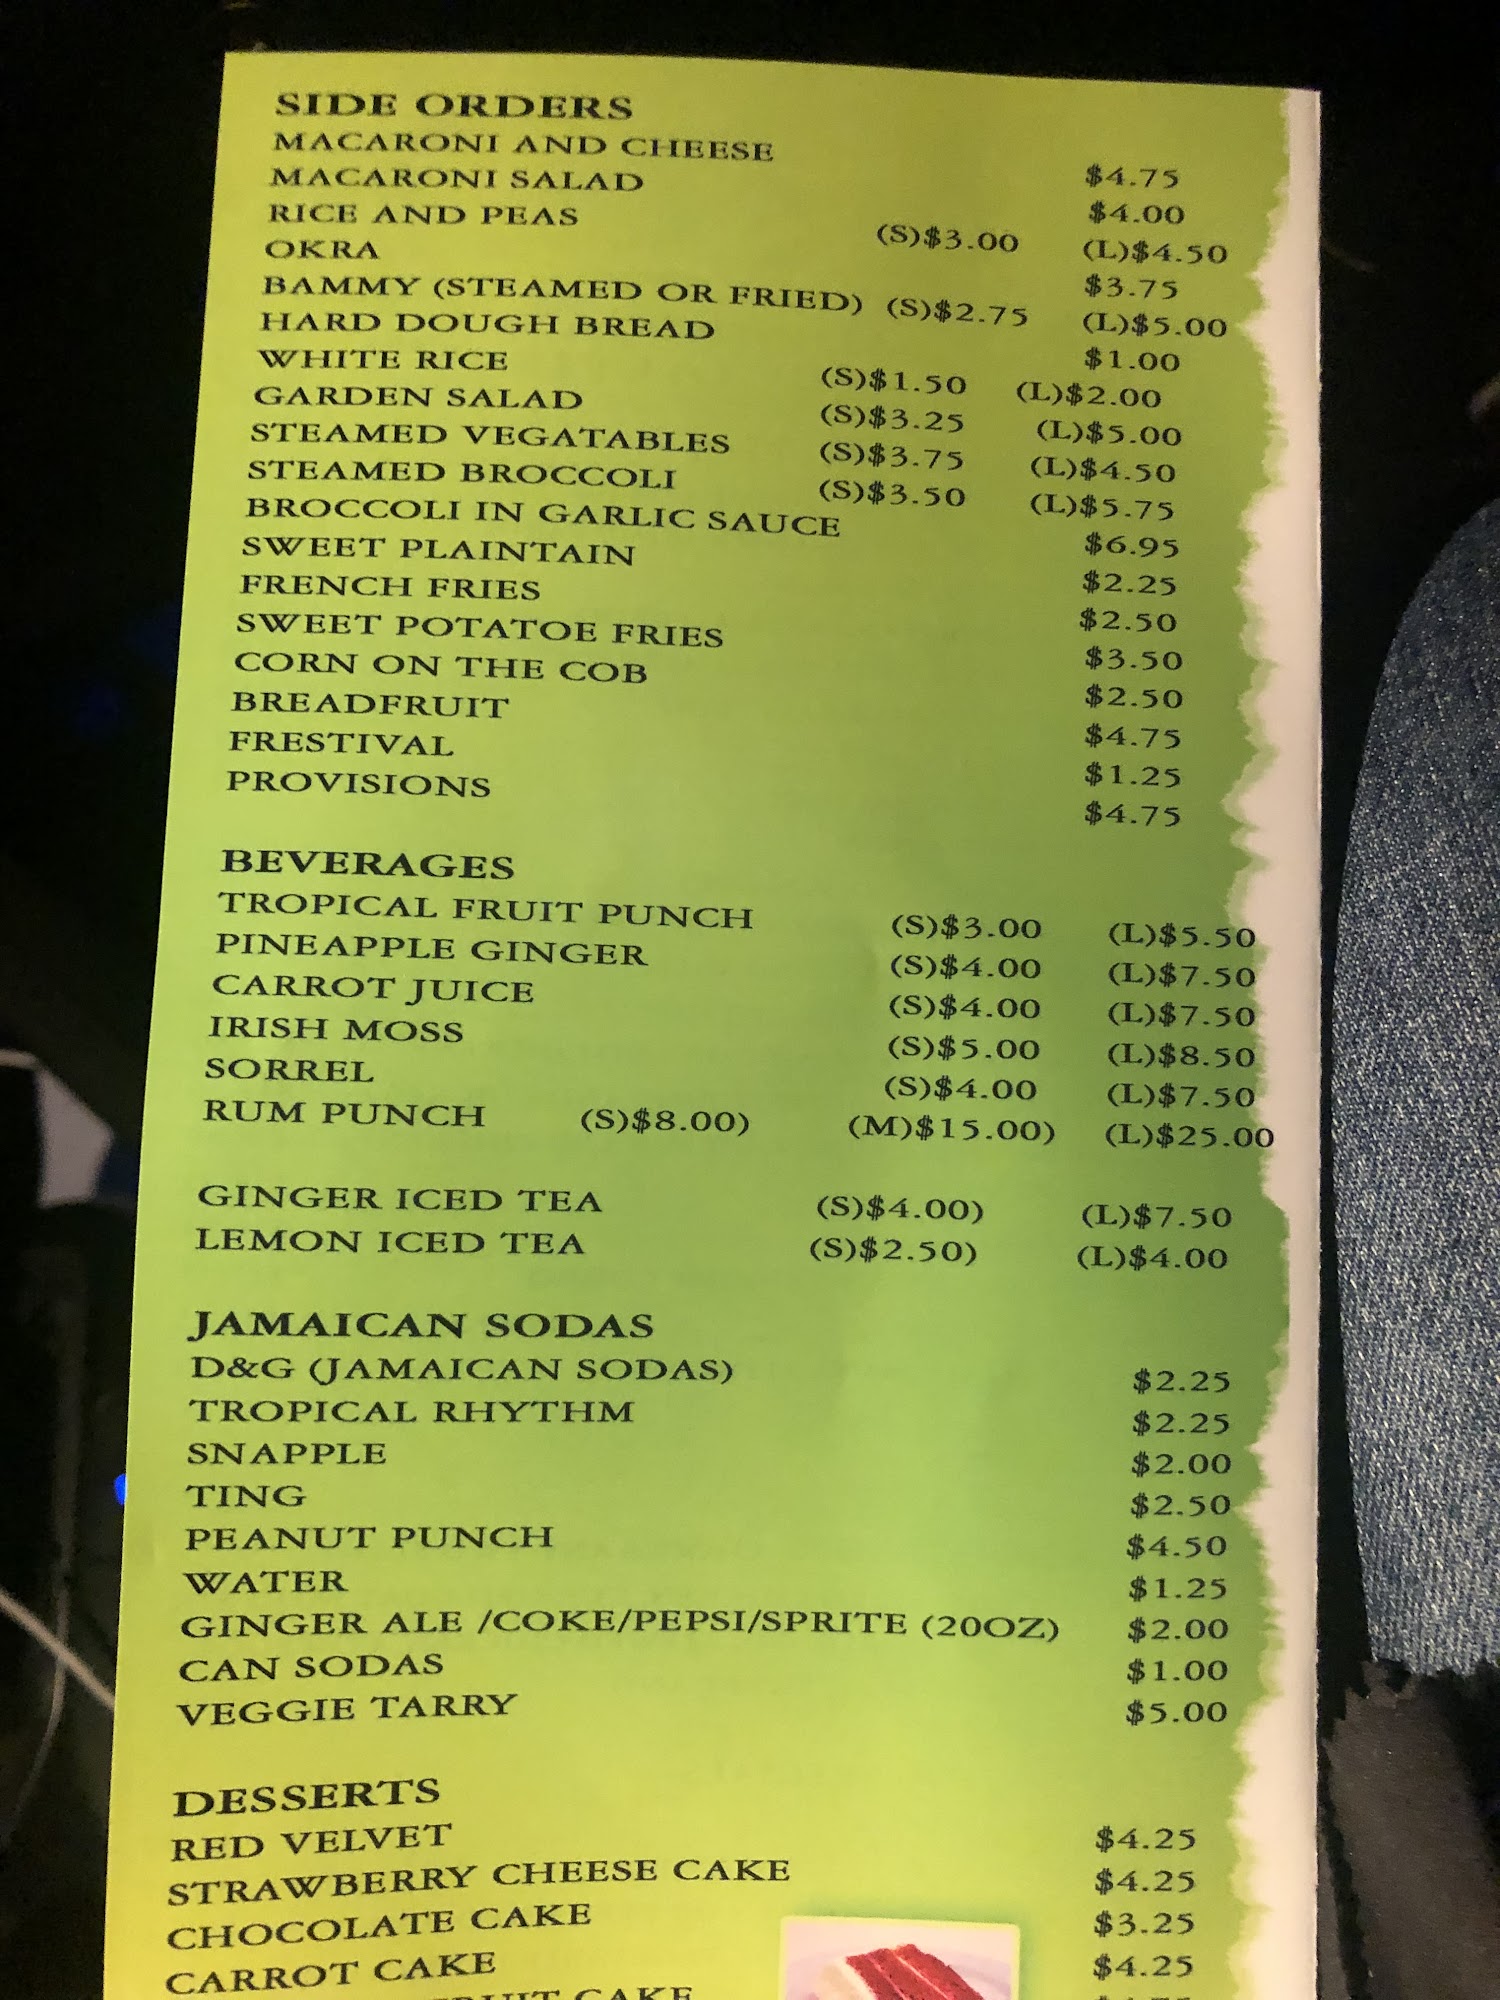 SIDE ORDERS
MACARONI AND CHEESE $4.75
MACARONI SALAD $4.00
RICE AND PEAS (S)$3.00 (L)$4.50
OKRA $3.75
BAMMY (STEAMED OR FRIED) (S)$2.75 (L)$5.00
HARD DOUGH BREAD $1.00
WHITE RICE (S)$1.50 (L)$2.00
GARDEN SALAD (S)$3.25 (L)$5.00
STEAMED VEGATABLES (S)$3.75 (L)$4.50
STEAMED BROCCOLI (S)$3.50 (L)$5.75
BROCCOLI IN GARLIC SAUCE $6.95
SWEET PLAINTAIN $2.25
FRENCH FRIES $2.50
SWEET POTATOE FRIES $3.50
CORN ON THE COB $2.50
BREADFRUIT $4.75
FRESTIVAL $1.25
PROVISIONS $4.75
BEVERAGES
TROPICAL FRUIT PUNCH (S)$3.00 (L)$5.50
PINEAPPLE GINGER (S)$4.00 (L)$7.50
CARROT JUICE (S)$4.00 (L)$7.50
IRISH MOSS (S)$5.00 (L)$8.50
SORREL (S)$4.00 (L)$7.50
RUM PUNCH (S)$8.00) (M)$15.00) (L)$25.00
GINGER ICED TEA (S)$4.00) (L)$7.50
LEMON ICED TEA (S)$2.50) (L)$4.00
JAMAICAN SODAS
D&G (JAMAICAN SODAS) $2.25
TROPICAL RHYTHM $2.25
SNAPPLE $2.00
TING $2.50
PEANUT PUNCH $4.50
WATER $1.25
GINGER ALE /COKE/PEPSI/SPRITE (20OZ) $2.00
CAN SODAS $1.00
VEGGIE TARRY $5.00
DESSERTS
RED VELVET $4.25
STRAWBERRY CHEESE CAKE $4.25
CHOCOLATE CAKE $3.25
CARROT CAKE $4.25
FRUIT CAKE